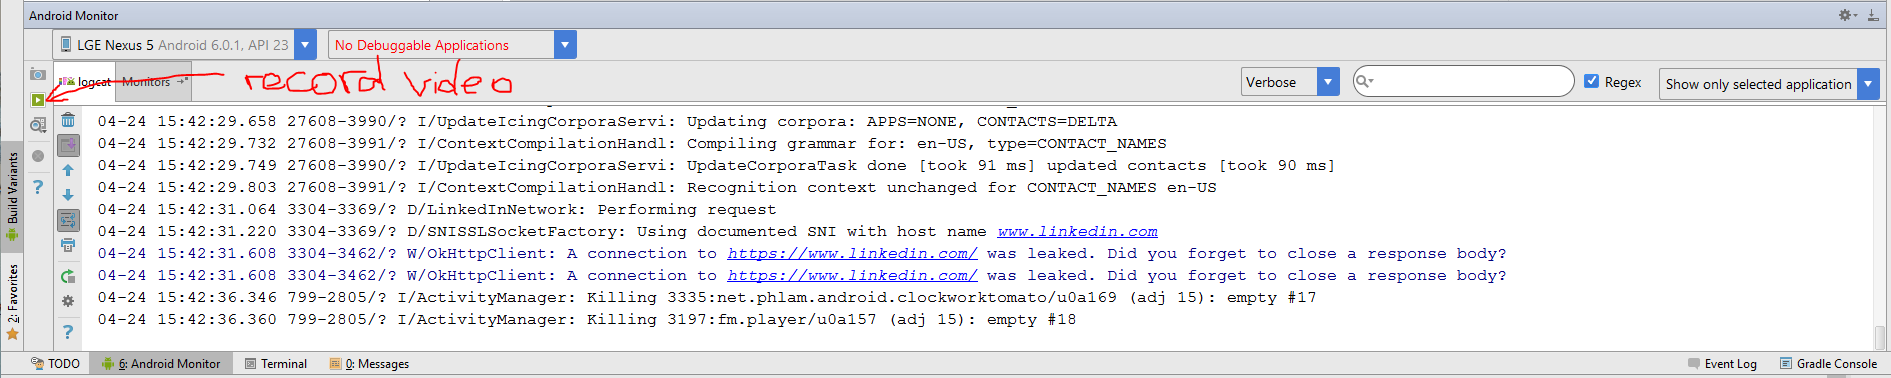 Android Monitor
LGE Nexus 5 Android 6.0.1, API 23
No Debuggable Applications
logcat
Monitors
record video
Verbose
Regex
Show only selected application
04-24 15:42:29.658 27608-3990/? I/UpdateIcingCorporaServi: Updating corpora: APPS=NONE, CONTACTS=DELTA
04-24 15:42:29.732 27608-3991/? I/ContextCompilationHandl: Compiling grammar for: en-US, type=CONTACT_NAMES
04-24 15:42:29.749 27608-3990/? I/UpdateIcingCorporaServi: UpdateCorporaTask done [took 91 ms] updated contacts [took 90 ms]
04-24 15:42:29.803 27608-3991/? I/ContextCompilationHandl: Recognition context unchanged for CONTACT_NAMES en-US
04-24 15:42:31.064 3304-3369/? D/LinkedInNetwork: Performing request
04-24 15:42:31.220 3304-3369/? D/SNISSLSocketFactory: Using documented SNI with host name www.linkedin.com
04-24 15:42:31.608 3304-3462/? W/OkHttpClient: A connection to https://www.linkedin.com/ was leaked. Did you forget to close a response body?
04-24 15:42:31.608 3304-3462/? W/OkHttpClient: A connection to https://www.linkedin.com/ was leaked. Did you forget to close a response body?
04-24 15:42:36.346 799-2805/? I/ActivityManager: Killing 3335:net.phlam.android.clockworktomato/u0a169 (adj 15): empty #17
04-24 15:42:36.360 799-2805/? I/ActivityManager: Killing 3197:fm.player/u0a157 (adj 15): empty #18
Build Variants
2: Favorites
TODO
6: Android Monitor
Terminal
0: Messages
Event Log
Gradle Console